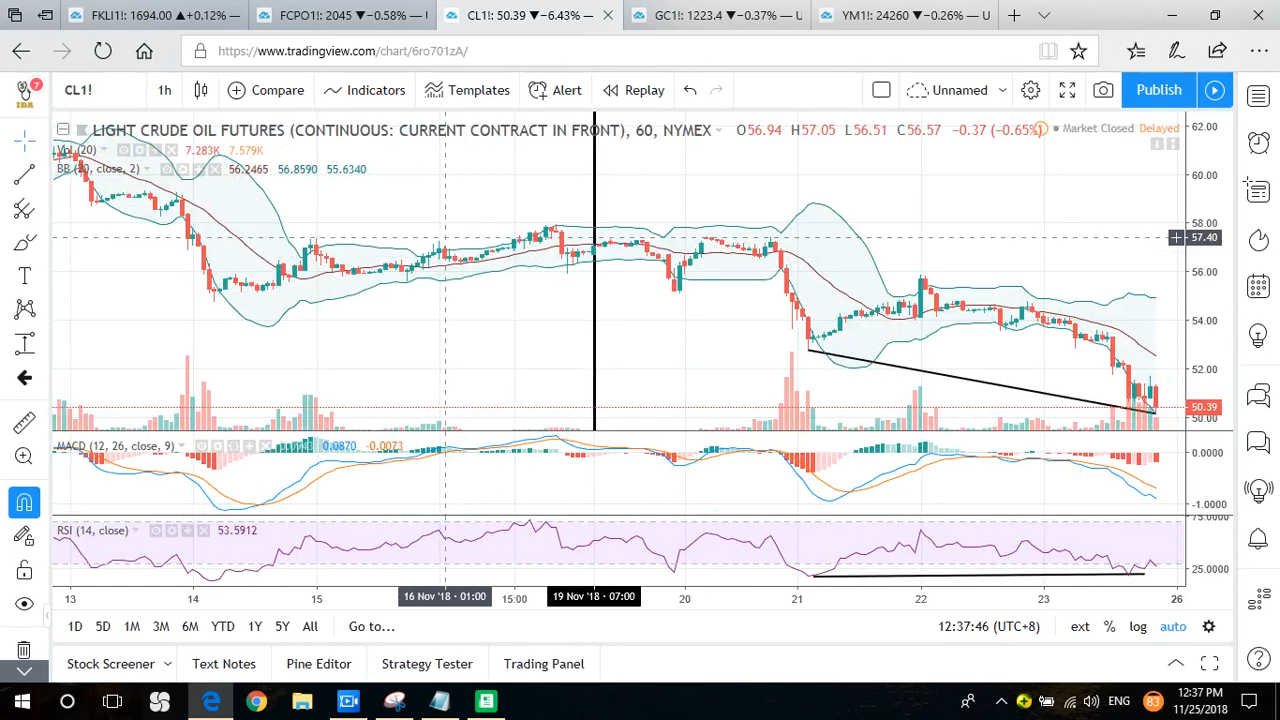 FKLI1!: 1694.00 ▲+0.12% — U
FCPO1!: 2045 ▼−0.58% — U
CL1!: 50.39 ▼−6.43% — U
GC1!: 1223.4 ▼−0.37% — U
YM1!: 24260 ▼−0.26% — U
https://www.tradingview.com/chart/6ro701zA/
7
IDA
CL1!
1h
Compare
Indicators
Templates
Alert
Replay
Unnamed
Publish
LIGHT CRUDE OIL FUTURES (CONTINUOUS: CURRENT CONTRACT IN FRONT), 60, NYMEX
O56.94 H57.05 L56.51 C56.57 −0.37 (−0.65%)
Market Closed
Delayed
Vol (20)
7.283K 7.579K
BB (20, close, 2)
56.2465 56.8590 55.6340
62.00
60.00
58.00
57.40
56.00
54.00
52.00
50.39
50.00
MACD (12, 26, close, 9)
0.0870 −0.0073
0.0000
-1.0000
RSI (14, close)
53.5912
75.0000
25.0000
13
14
15
16 Nov '18 · 01:00
15:00
19 Nov '18 · 07:00
20
21
22
23
26
1D 5D 1M 3M 6M YTD 1Y 5Y All
Go to...
12:37:46 (UTC+8)
ext % log auto
Stock Screener
Text Notes
Pine Editor
Strategy Tester
Trading Panel
ENG
83
12:37 PM
11/25/2018